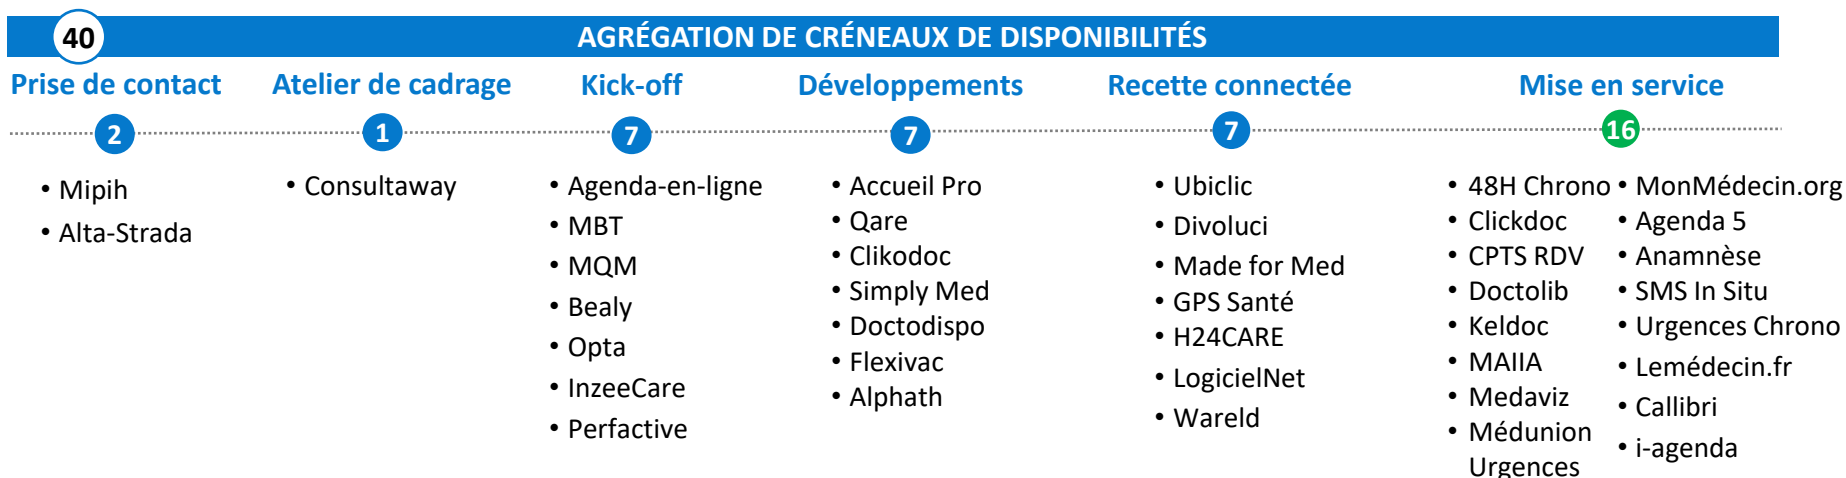 40
AGRÉGATION DE CRÉNEAUX DE DISPONIBILITÉS
Prise de contact
2
• Mipih
• Alta-Strada
Atelier de cadrage
1
• Consultaway
Kick-off
7
• Agenda-en-ligne
• MBT
• MQM
• Bealy
• Opta
• InzeeCare
• Perfactive
Développements
7
• Accueil Pro
• Qare
• Clikodoc
• Simply Med
• Doctodispo
• Flexivac
• Alphath
Recette connectée
7
• Ubiclic
• Divoluci
• Made for Med
• GPS Santé
• H24CARE
• LogicielNet
• Wareld
Mise en service
16
• 48H Chrono
• Clickdoc
• CPTS RDV
• Doctolib
• Keldoc
• MAIIA
• Medaviz
• Médunion
Urgences
• MonMédecin.org
• Agenda 5
• Anamnèse
• SMS In Situ
• Urgences Chrono
• Lemédecin.fr
• Callibri
• i-agenda